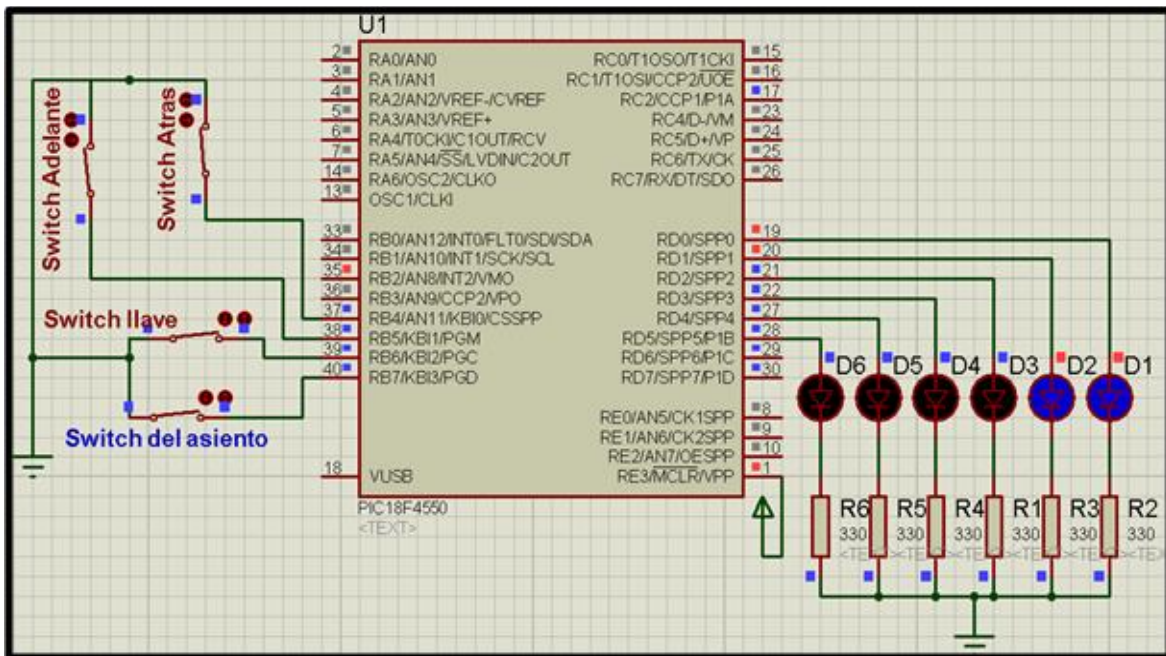 U1
2 RA0/AN0
3 RA1/AN1
4 RA2/AN2/VREF-/CVREF
5 RA3/AN3/VREF+
6 RA4/T0CKI/C1OUT/RCV
7 RA5/AN4/SS/LVDIN/C2OUT
14 RA6/OSC2/CLKO
13 OSC1/CLKI
33 RB0/AN12/INT0/FLT0/SDI/SDA
34 RB1/AN10/INT1/SCK/SCL
35 RB2/AN8/INT2/VMO
36 RB3/AN9/CCP2/VPO
37 RB4/AN11/KBI0/CSSPP
38 RB5/KBI1/PGM
39 RB6/KBI2/PGC
40 RB7/KBI3/PGD
18 VUSB
RC0/T1OSO/T1CKI 15
RC1/T1OSI/CCP2/UOE 16
RC2/CCP1/P1A 17
RC4/D-/VM 23
RC5/D+/VP 24
RC6/TX/CK 25
RC7/RX/DT/SDO 26
RD0/SPP0 19
RD1/SPP1 20
RD2/SPP2 21
RD3/SPP3 22
RD4/SPP4 27
RD5/SPP5/P1B 28
RD6/SPP6/P1C 29
RD7/SPP7/P1D 30
RE0/AN5/CK1SPP 8
RE1/AN6/CK2SPP 9
RE2/AN7/OESPP 10
RE3/MCLR/VPP 1
PIC18F4550
<TEXT>
Switch Adelante
Switch Atras
Switch llave
Switch del asiento
D6 D5 D4 D3 D2 D1
R6 R5 R4 R1 R3 R2
330 330 330 330 330 330